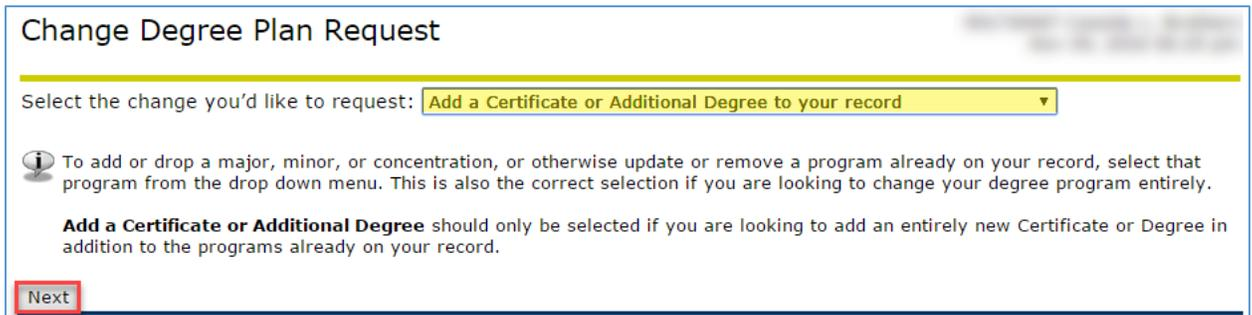 Change Degree Plan Request
Select the change you'd like to request: Add a Certificate or Additional Degree to your record
To add or drop a major, minor, or concentration, or otherwise update or remove a program already on your record, select that
program from the drop down menu. This is also the correct selection if you are looking to change your degree program entirely.
Add a Certificate or Additional Degree should only be selected if you are looking to add an entirely new Certificate or Degree in
addition to the programs already on your record.
Next